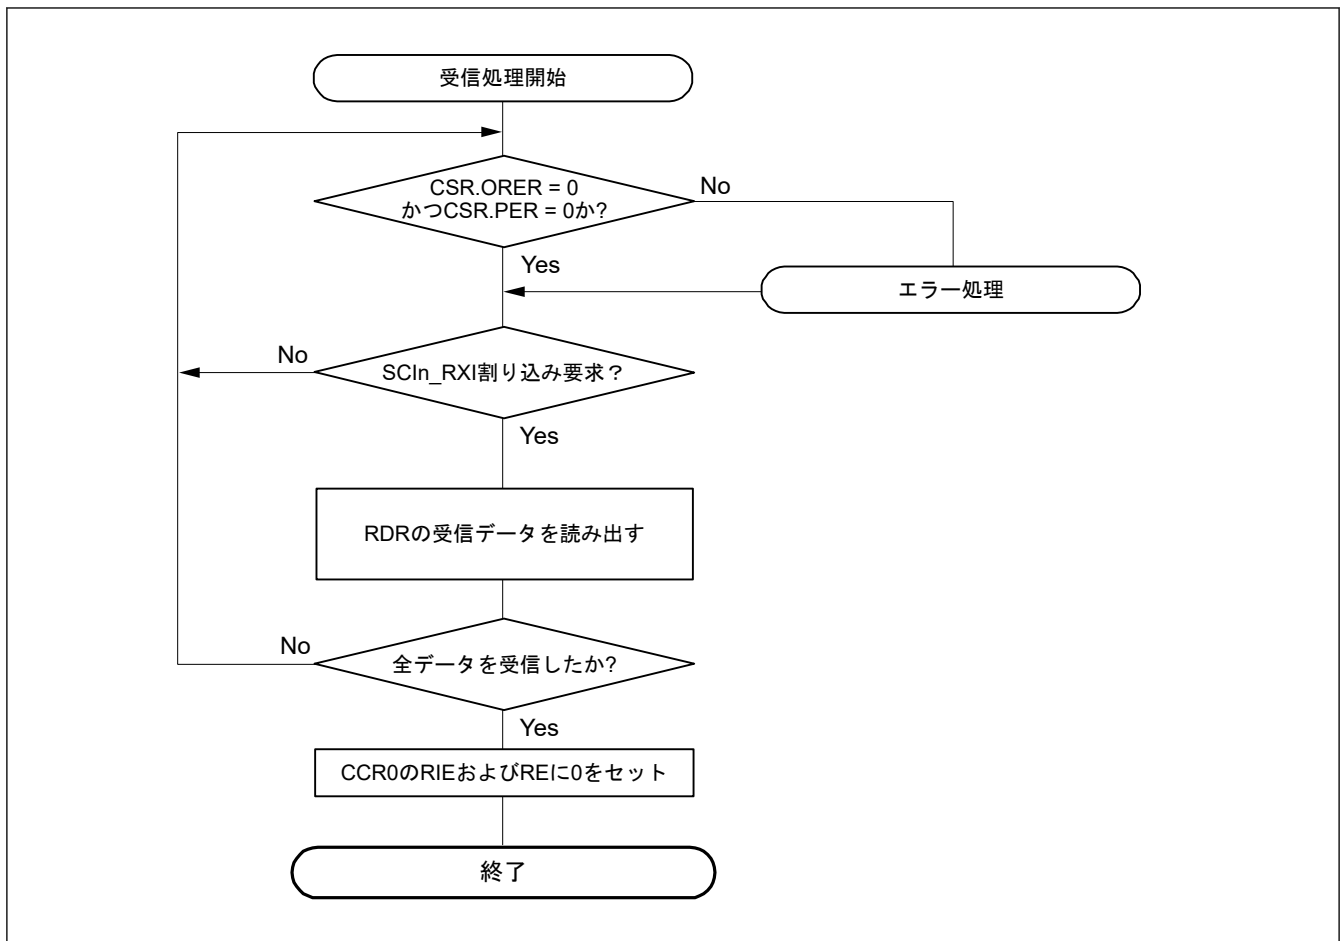 受信処理開始
CSR.ORER = 0
かつCSR.PER = 0か?
No
Yes
エラー処理
No
SCIn_RXI割り込み要求？
Yes
RDRの受信データを読み出す
No
全データを受信したか?
Yes
CCR0のRIEおよびREに0をセット
終了